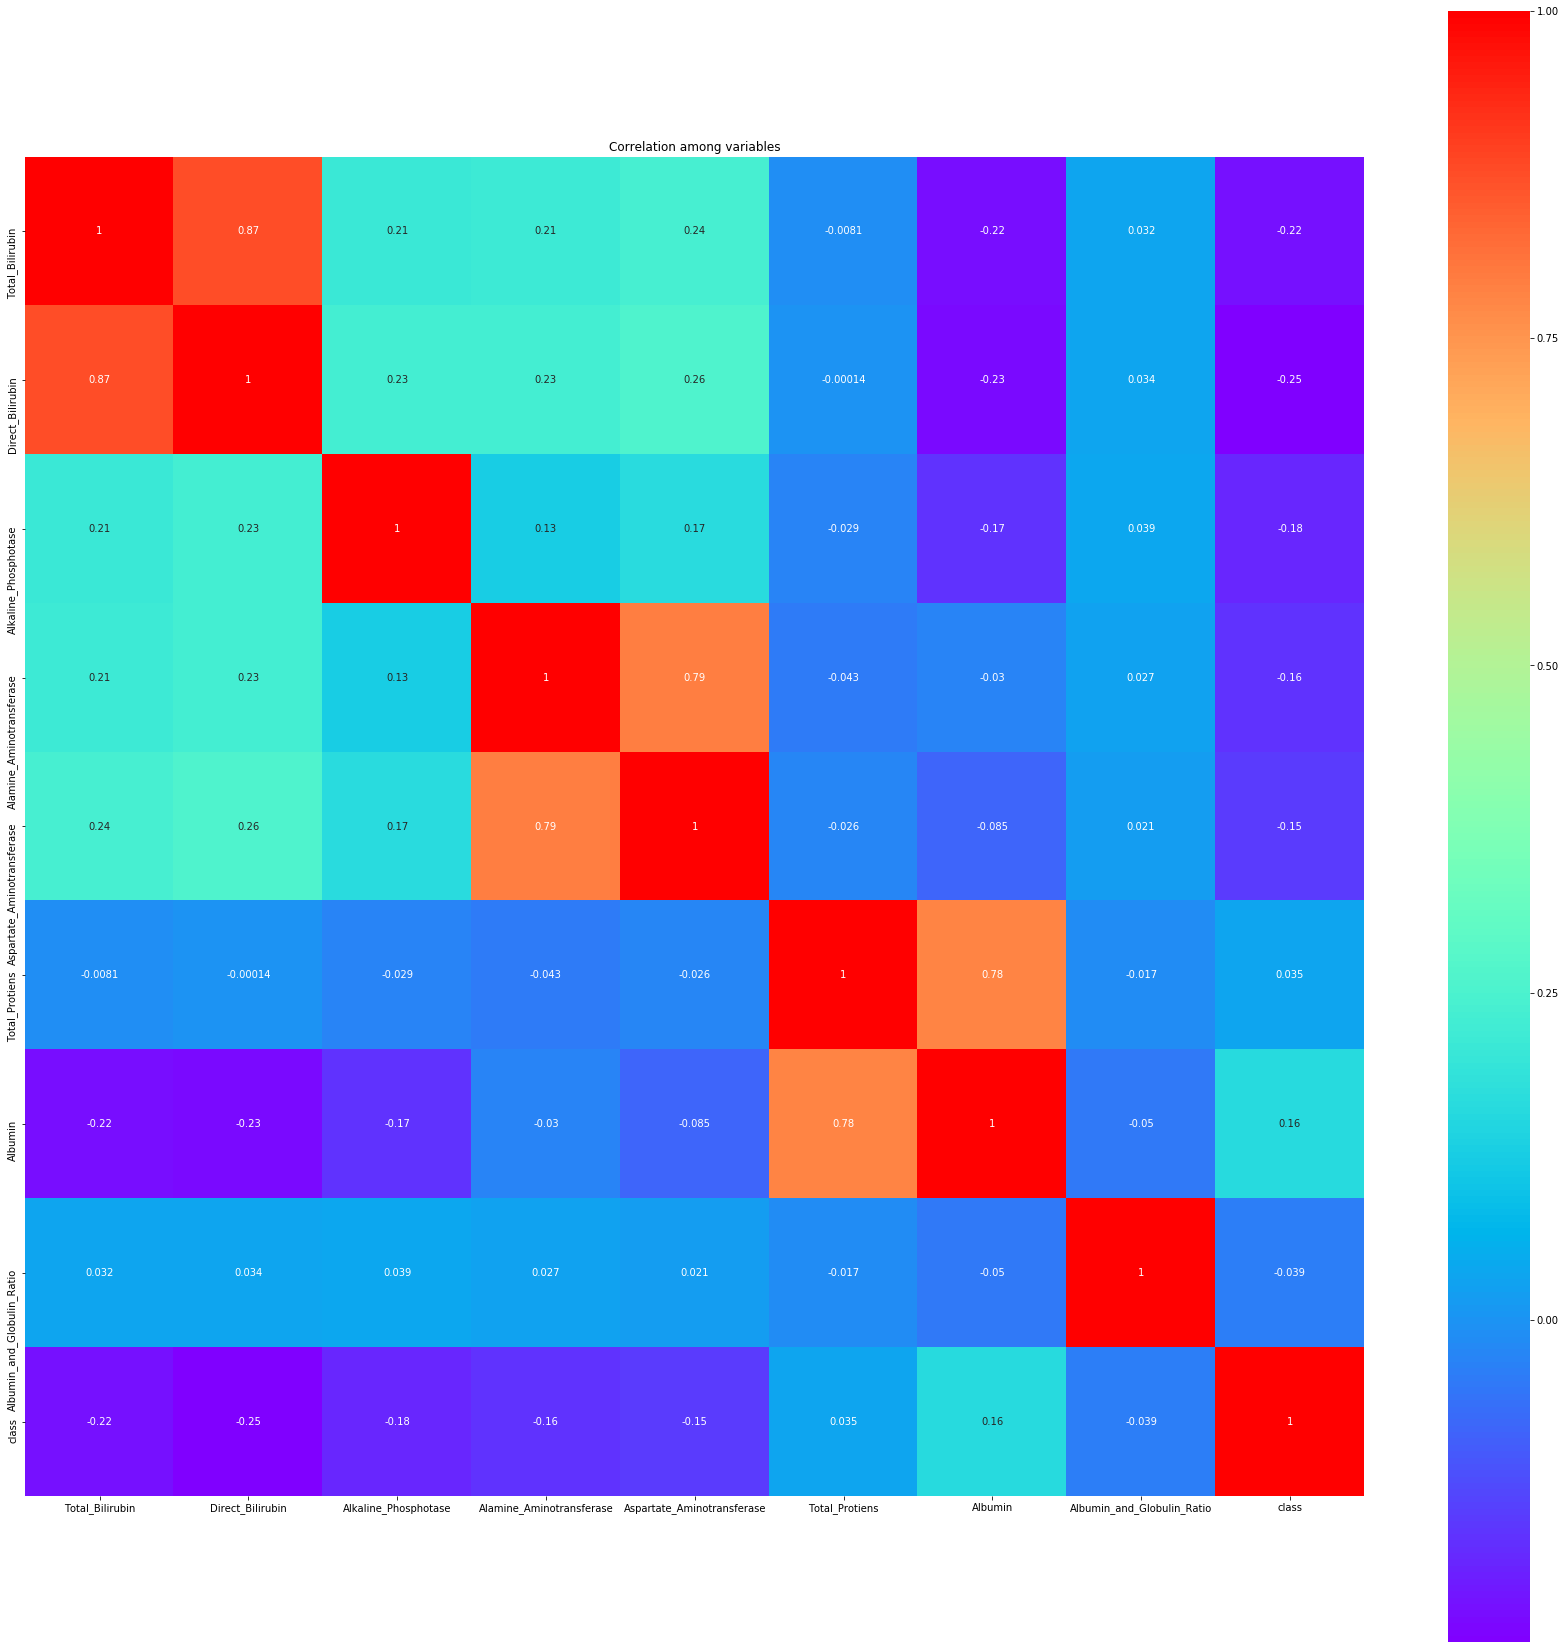 Correlation among variables
1.00
0.75
0.50
0.25
0.00
Total_Bilirubin
1 0.87 0.21 0.21 0.24 -0.0081 -0.22 0.032 -0.22
Direct_Bilirubin
0.87 1 0.23 0.23 0.26 -0.00014 -0.23 0.034 -0.25
Alkaline_Phosphotase
0.21 0.23 1 0.13 0.17 -0.029 -0.17 0.039 -0.18
Alamine_Aminotransferase
0.21 0.23 0.13 1 0.79 -0.043 -0.03 0.027 -0.16
Aspartate_Aminotransferase
0.24 0.26 0.17 0.79 1 -0.026 -0.085 0.021 -0.15
Total_Protiens
-0.0081 -0.00014 -0.029 -0.043 -0.026 1 0.78 -0.017 0.035
Albumin
-0.22 -0.23 -0.17 -0.03 -0.085 0.78 1 -0.05 0.16
Albumin_and_Globulin_Ratio
0.032 0.034 0.039 0.027 0.021 -0.017 -0.05 1 -0.039
class
-0.22 -0.25 -0.18 -0.16 -0.15 0.035 0.16 -0.039 1
Total_Bilirubin Direct_Bilirubin Alkaline_Phosphotase Alamine_Aminotransferase Aspartate_Aminotransferase Total_Protiens Albumin Albumin_and_Globulin_Ratio class